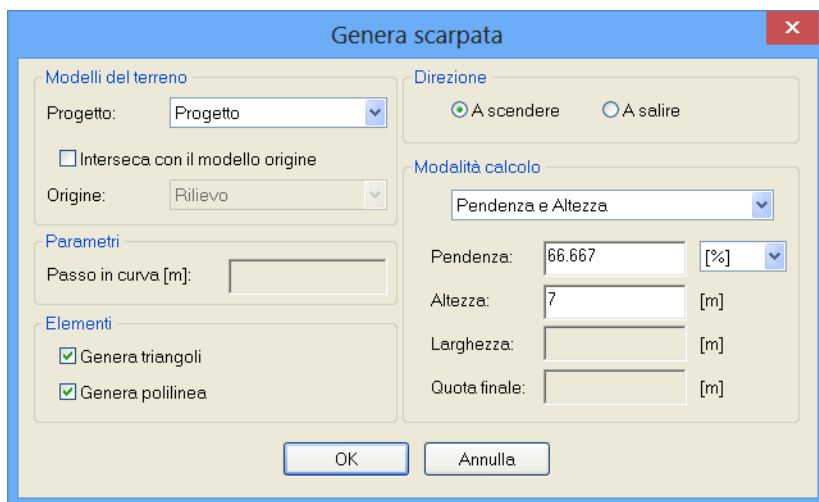 Genera scarpata
x
Modelli del terreno
Progetto: Progetto
Interseca con il modello origine
Origine: Rilievo
Parametri
Passo in curva [m]:
Elementi
Genera triangoli
Genera polilinea
Direzione
A scendere A salire
Modalità calcolo
Pendenza e Altezza
Pendenza: 66.667 [%]
Altezza: 7 [m]
Larghezza: [m]
Quota finale: [m]
OK Annulla